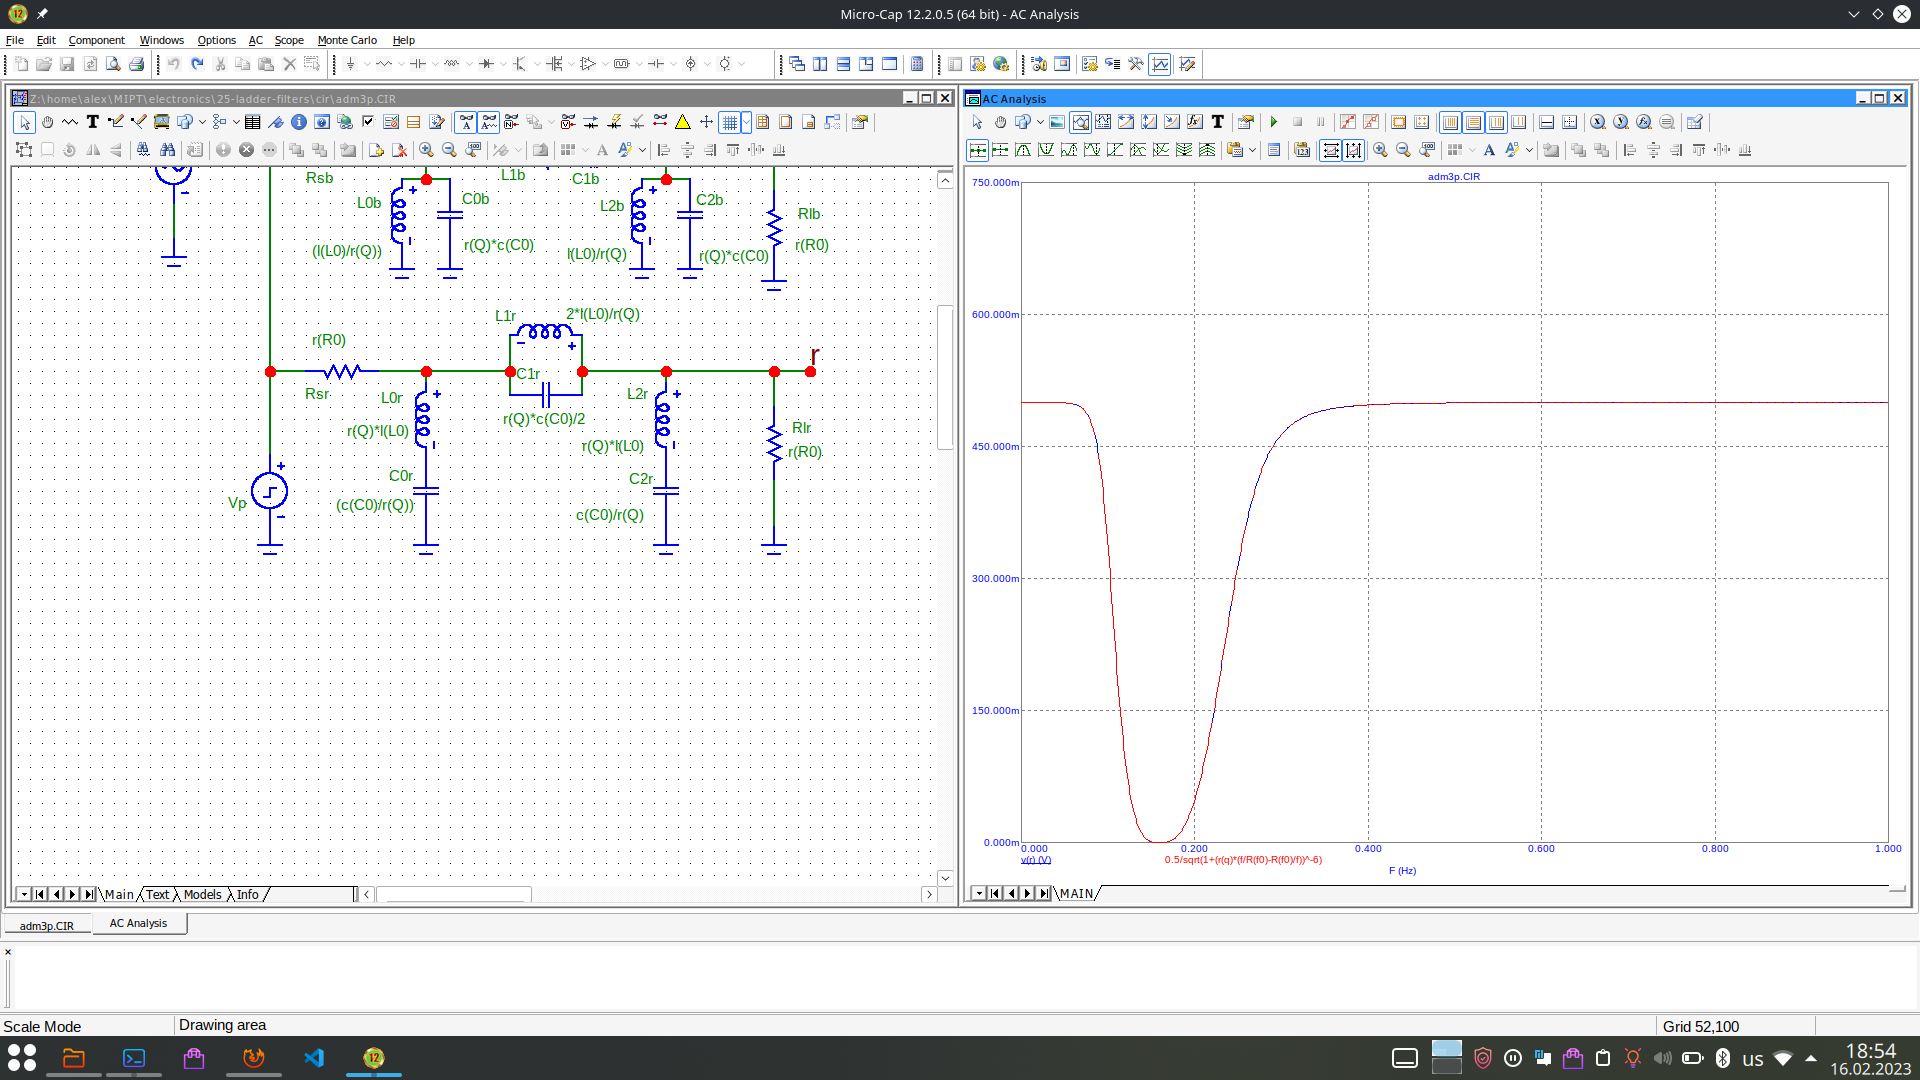 Micro-Cap 12.2.0.5 (64 bit) - AC Analysis
File Edit Component Windows Options AC Scope Monte Carlo Help
Z:\home\alex\MIPT\electronics\25-ladder-filters\cir\adm3p.CIR
AC Analysis
Rsb
L1b
C1b
L0b
C0b
L2b
C2b
Rlb
(l(L0)/r(Q))
r(Q)*c(C0)
l(L0)/r(Q)
r(Q)*c(C0)
r(R0)
L1r
2*l(L0)/r(Q)
r(R0)
r
C1r
Rsr
L0r
L2r
r(Q)*c(C0)/2
Rlr
r(Q)*l(L0)
r(Q)*l(L0)
r(R0)
C0r
C2r
Vp
(c(C0)/r(Q))
c(C0)/r(Q)
Main Text Models Info
adm3p.CIR
750.000m
600.000m
450.000m
300.000m
150.000m
0.000m
0.000 0.200 0.400 0.600 0.800 1.000
v(r) (V) 0.5/sqrt(1+(r(q)*(f/R(f0)-R(f0)/f))^-6)
F (Hz)
MAIN
adm3p.CIR AC Analysis
Scale Mode Drawing area Grid 52,100
12 us 18:54
16.02.2023